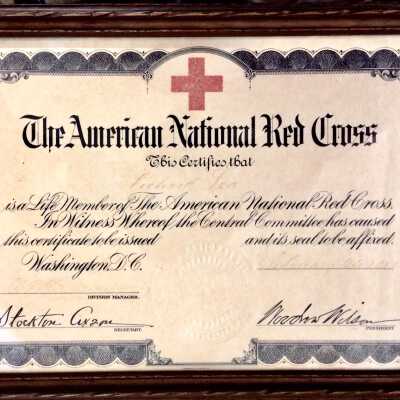 The American National Red Cross
This Certifies that
is a Life Member of The American National Red Cross.
In Witness Whereof the Central Committee has caused
this certificate to be issued and its seal to be affixed.
Washington, D.C.
DIVISION MANAGER.
Stockton Axson
SECRETARY.
Woodrow Wilson
PRESIDENT